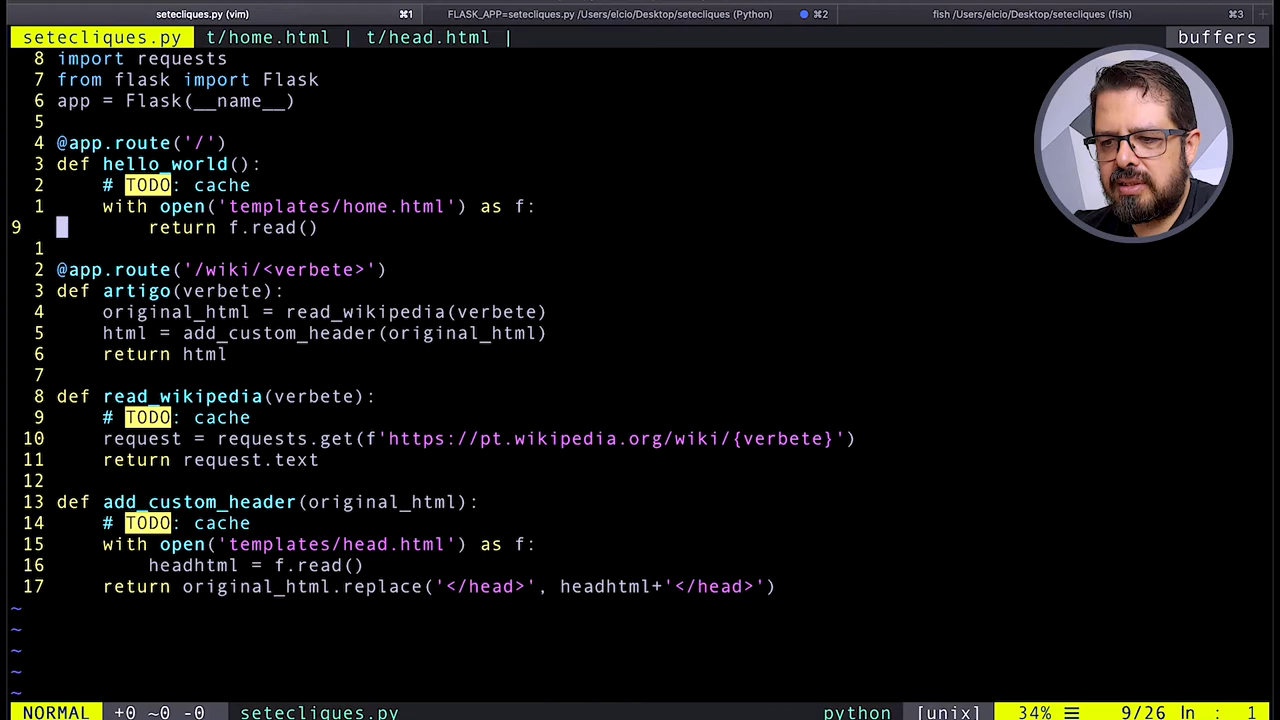 setecliques.py (vim) ⌘1 FLASK_APP=setecliques.py /Users/elcio/Desktop/setecliques (Python) ⌘2 fish /Users/elcio/Desktop/setecliques (fish) ⌘3 +
setecliques.py t/home.html | t/head.html | buffers
8 import requests
7 from flask import Flask
6 app = Flask(__name__)
5
4 @app.route('/')
3 def hello_world():
2     # TODO: cache
1     with open('templates/home.html') as f:
9         return f.read()
1
2 @app.route('/wiki/<verbete>')
3 def artigo(verbete):
4     original_html = read_wikipedia(verbete)
5     html = add_custom_header(original_html)
6     return html
7
8 def read_wikipedia(verbete):
9     # TODO: cache
10     request = requests.get(f'https://pt.wikipedia.org/wiki/{verbete}')
11     return request.text
12
13 def add_custom_header(original_html):
14     # TODO: cache
15     with open('templates/head.html') as f:
16         headhtml = f.read()
17     return original_html.replace('</head>', headhtml+'</head>')
~
~
~
~
~
NORMAL +0 ~0 -0 setecliques.py python [unix] 34% ☰ 9/26 ln : 1